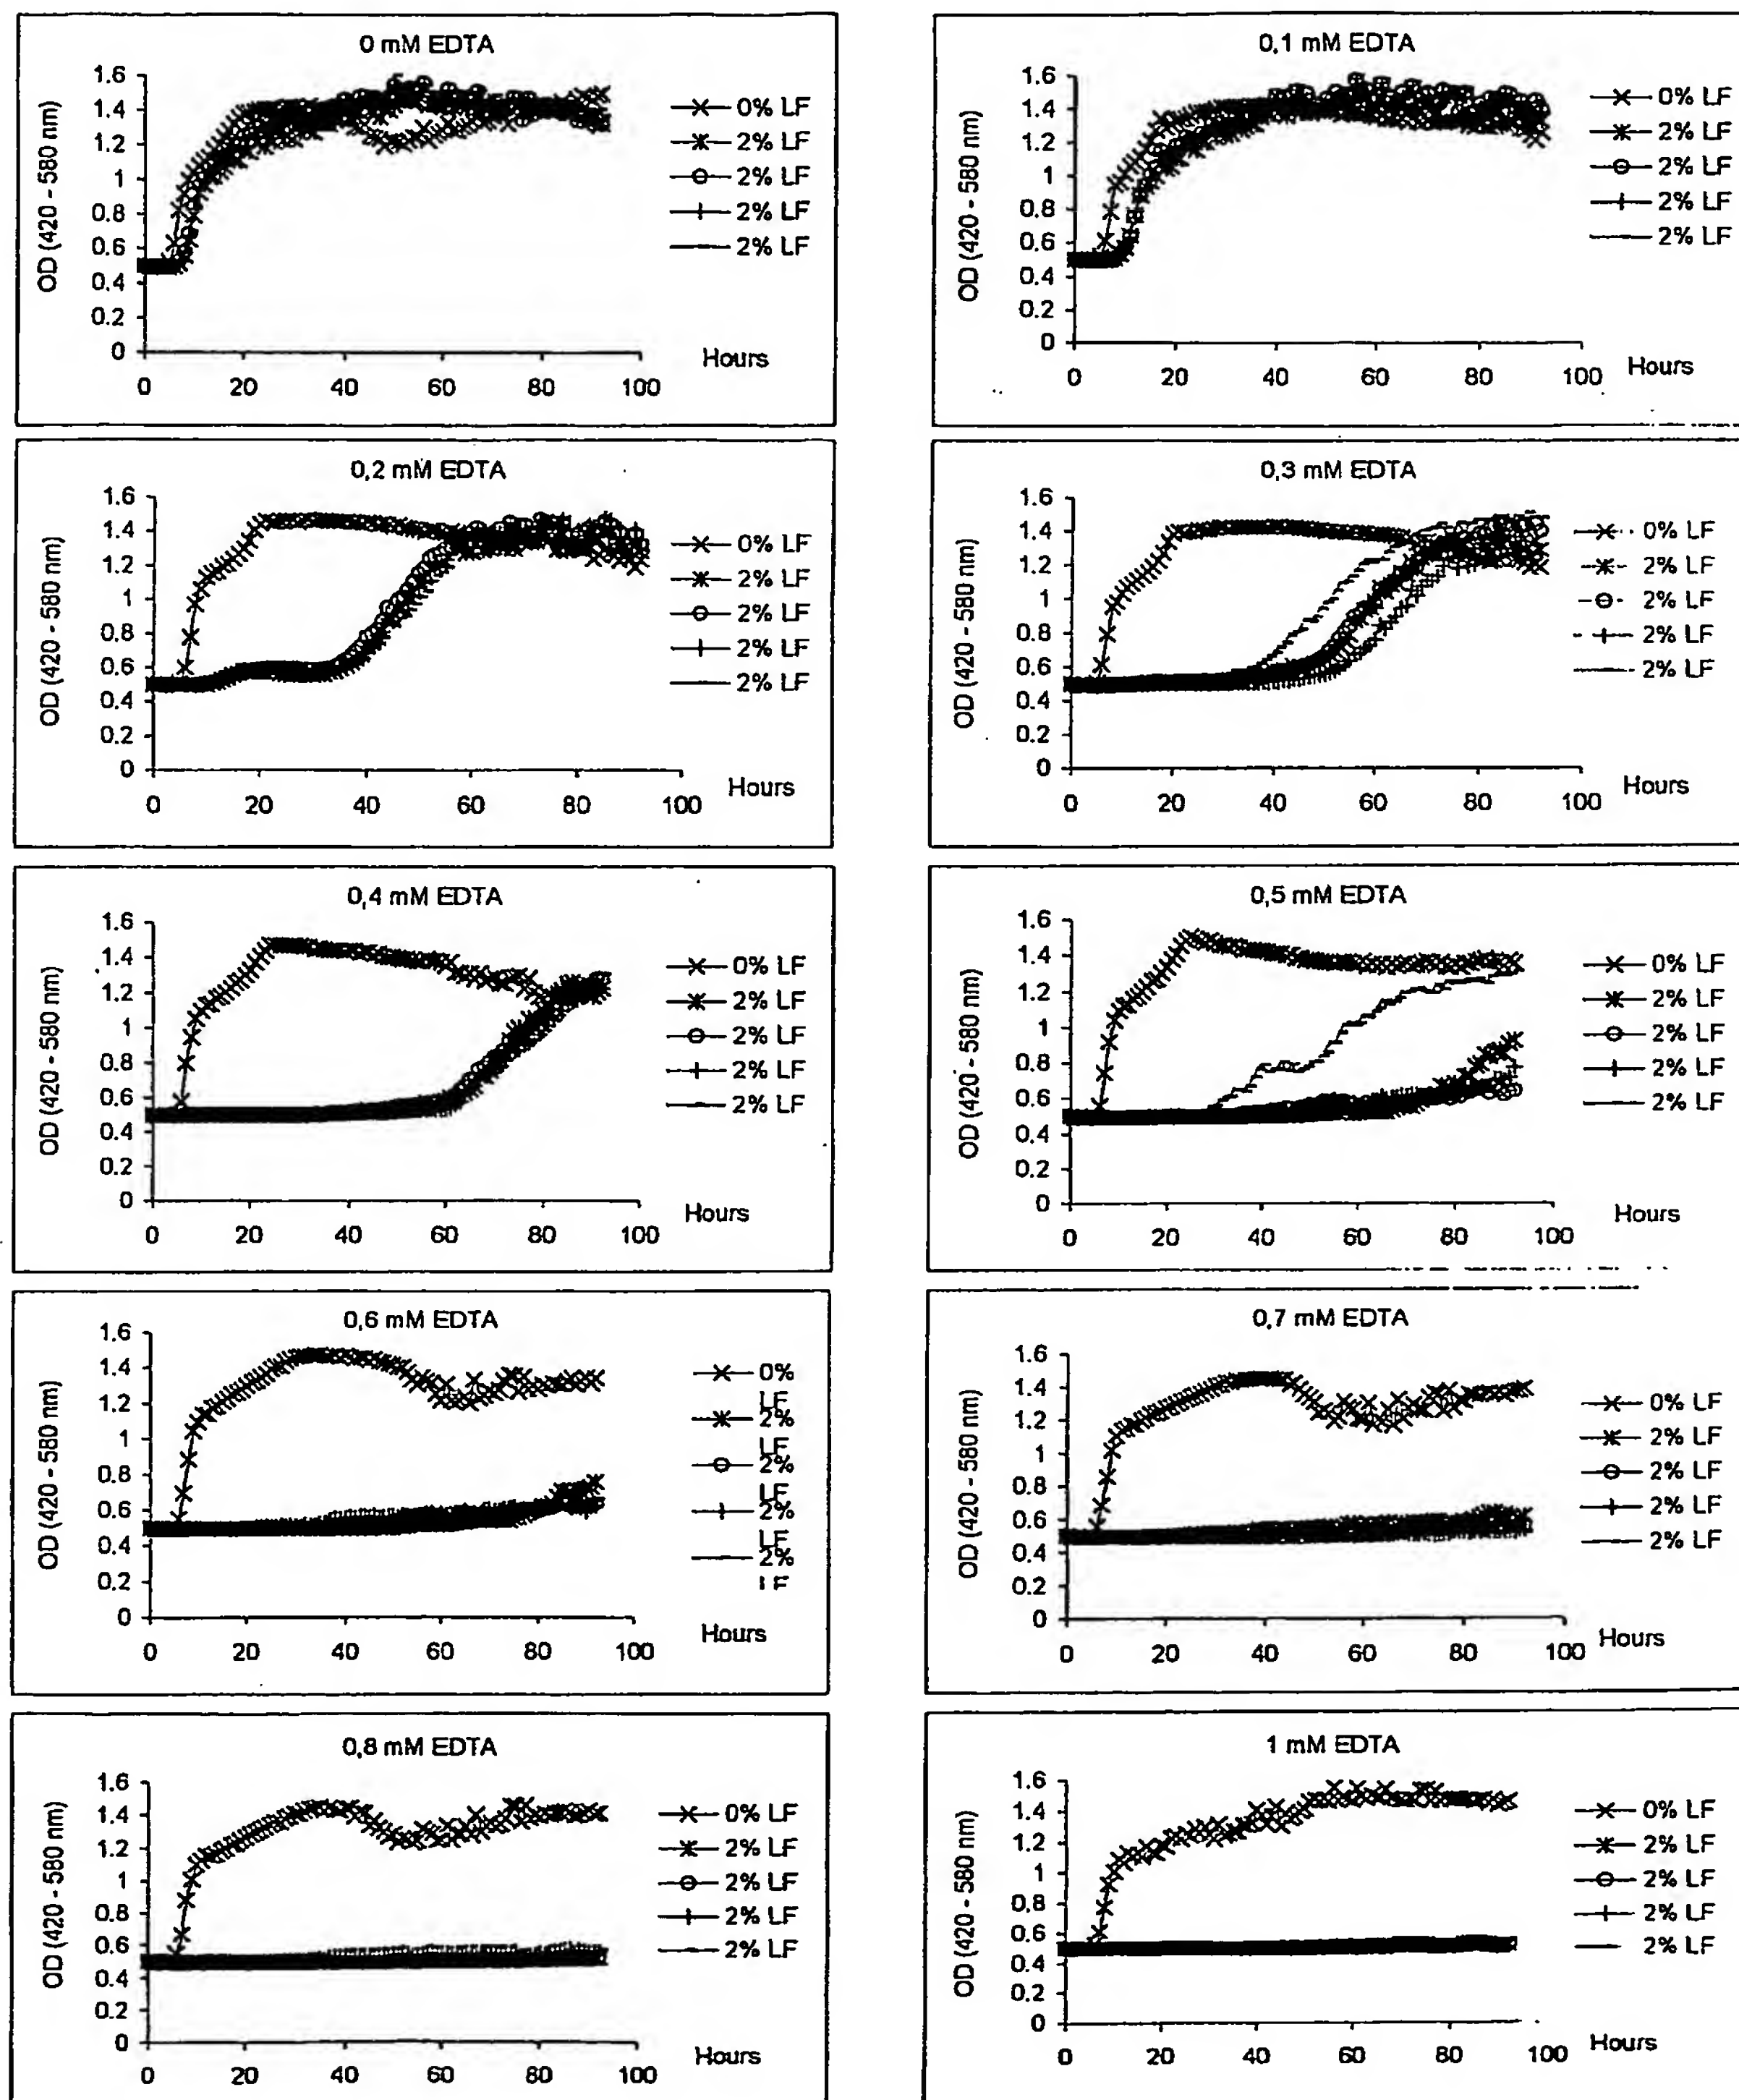 0 mM EDTA
1.6
1.4
1.2
1
0.8
0.6
0.4
0.2
0
OD (420 - 580 nm)
0 20 40 60 80 100
Hours
0% LF
2% LF
2% LF
2% LF
2% LF
0,1 mM EDTA
1.6
1.4
1.2
1
0.8
0.6
0.4
0.2
0
OD (420 - 580 nm)
0 20 40 60 80 100
Hours
0% LF
2% LF
2% LF
2% LF
2% LF
0,2 mM EDTA
1.6
1.4
1.2
1
0.8
0.6
0.4
0.2
0
OD (420 - 580 nm)
0 20 40 60 80 100
Hours
0% LF
2% LF
2% LF
2% LF
2% LF
0,3 mM EDTA
1.6
1.4
1.2
1
0.8
0.6
0.4
0.2
0
OD (420 - 580 nm)
0 20 40 60 80 100
Hours
0% LF
2% LF
2% LF
2% LF
2% LF
0,4 mM EDTA
1.6
1.4
1.2
1
0.8
0.6
0.4
0.2
0
OD (420 - 580 nm)
0 20 40 60 80 100
Hours
0% LF
2% LF
2% LF
2% LF
2% LF
0,5 mM EDTA
1.6
1.4
1.2
1
0.8
0.6
0.4
0.2
0
OD (420 - 580 nm)
0 20 40 60 80 100
Hours
0% LF
2% LF
2% LF
2% LF
2% LF
0,6 mM EDTA
1.6
1.4
1.2
1
0.8
0.6
0.4
0.2
0
OD (420 - 580 nm)
0 20 40 60 80 100
Hours
0%
LF
2%
LF
2%
LF
2%
LF
2%
LF
0,7 mM EDTA
1.6
1.4
1.2
1
0.8
0.6
0.4
0.2
0
OD (420 - 580 nm)
0 20 40 60 80 100
Hours
0% LF
2% LF
2% LF
2% LF
2% LF
0,8 mM EDTA
1.6
1.4
1.2
1
0.8
0.6
0.4
0.2
0
OD (420 - 580 nm)
0 20 40 60 80 100
Hours
0% LF
2% LF
2% LF
2% LF
2% LF
1 mM EDTA
1.6
1.4
1.2
1
0.8
0.6
0.4
0.2
0
OD (420 - 580 nm)
0 20 40 60 80 100
Hours
0% LF
2% LF
2% LF
2% LF
2% LF